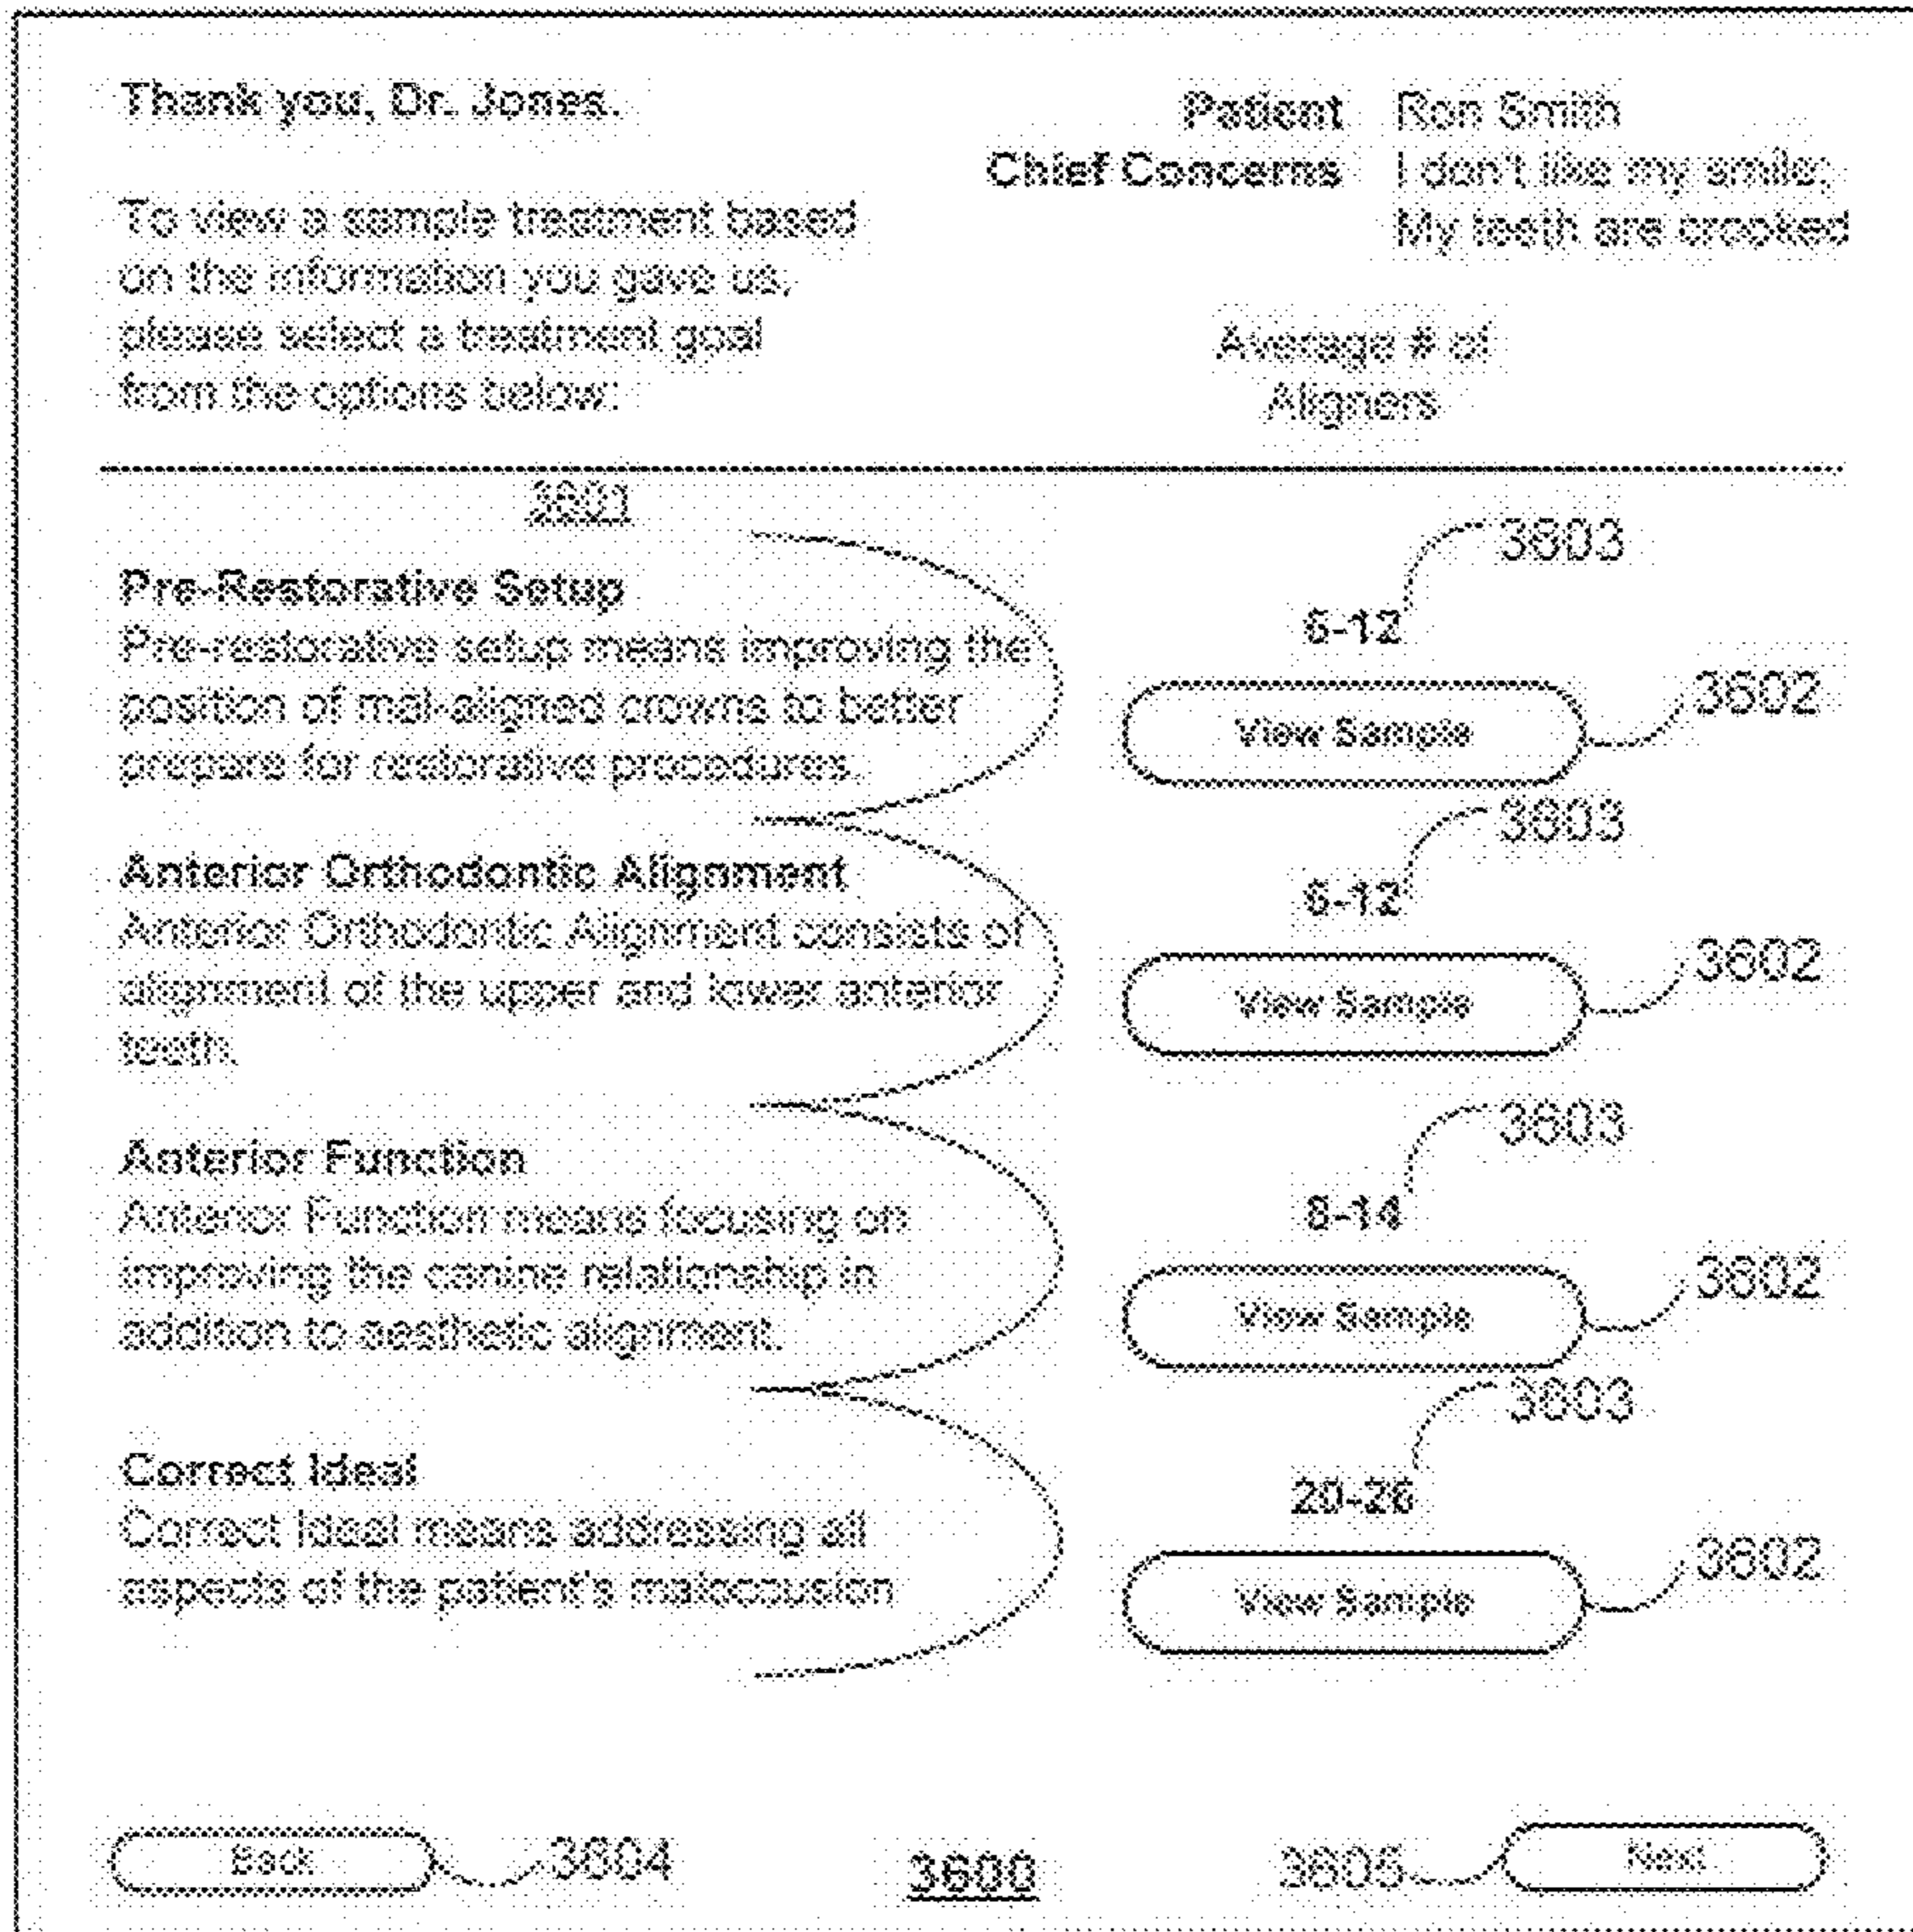 Thank you, Dr. Jones.
Patient Ron Smith
Chief Concerns I don't like my smile;
My teeth are crooked
To view a sample treatment based
on the information you gave us,
please select a treatment goal
from the options below:
Average # of
Aligners
3601
Pre-Restorative Setup
Pre-restorative setup means improving the
position of mal-aligned crowns to better
prepare for restorative procedures.
3603
6-12
View Sample 3602
Anterior Orthodontic Alignment
Anterior Orthodontic Alignment consists of
alignment of the upper and lower anterior
teeth.
3603
6-12
View Sample 3602
Anterior Function
Anterior Function means focusing on
improving the canine relationship in
addition to aesthetic alignment.
3603
8-14
View Sample 3602
Correct Ideal
Correct Ideal means addressing all
aspects of the patient's maloccusion
3603
20-26
View Sample 3602
Back 3604 3600 3605 Next